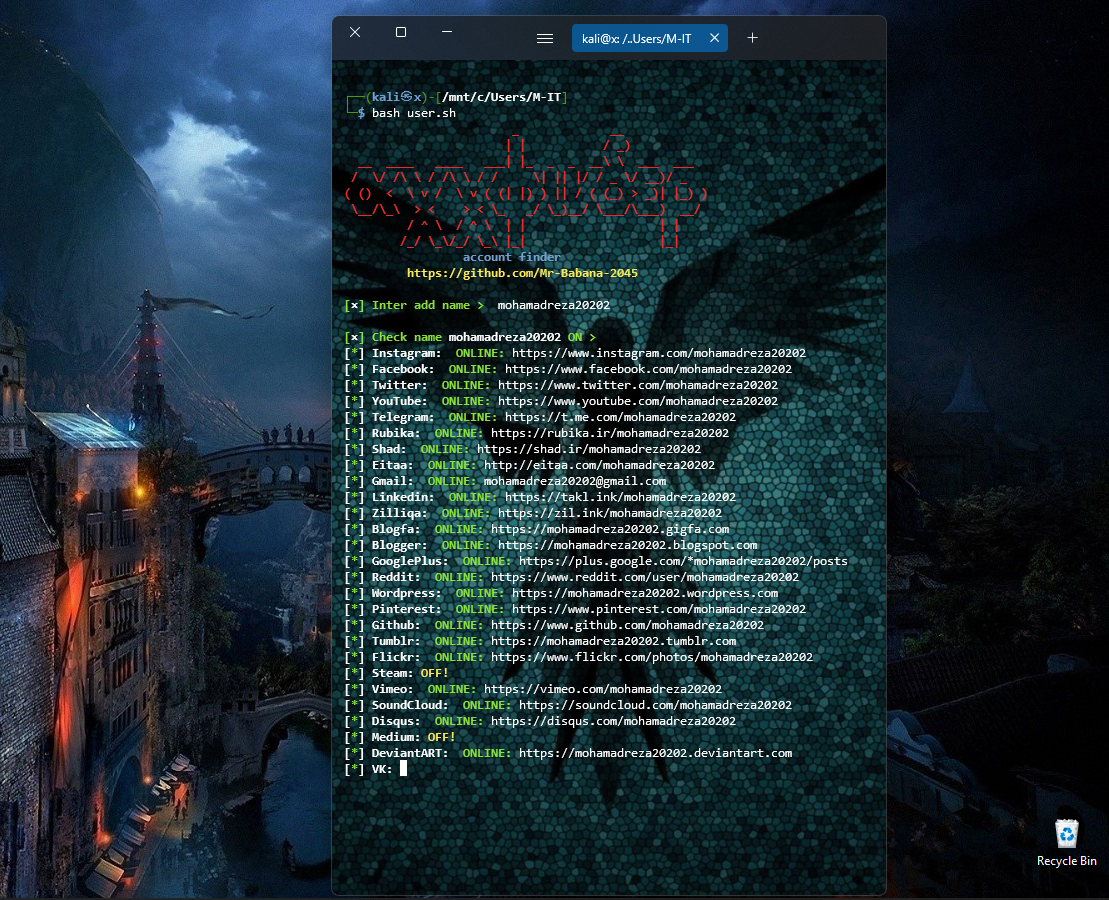 kali@x: /..Users/M-IT
┌──(kali㉿x)-[/mnt/c/Users/M-IT]
└─$ bash user.sh
account finder
https://github.com/Mr-Babana-2045
[×] Inter add name > mohamadreza20202
[×] Check name mohamadreza20202 ON >
[*] Instagram: ONLINE: https://www.instagram.com/mohamadreza20202
[*] Facebook: ONLINE: https://www.facebook.com/mohamadreza20202
[*] Twitter: ONLINE: https://www.twitter.com/mohamadreza20202
[*] YouTube: ONLINE: https://www.youtube.com/mohamadreza20202
[*] Telegram: ONLINE: https://t.me.com/mohamadreza20202
[*] Rubika: ONLINE: https://rubika.ir/mohamadreza20202
[*] Shad: ONLINE: https://shad.ir/mohamadreza20202
[*] Eitaa: ONLINE: http://eitaa.com/mohamadreza20202
[*] Gmail: ONLINE: mohamadreza20202@gmail.com
[*] Linkedin: ONLINE: https://takl.ink/mohamadreza20202
[*] Zilliqa: ONLINE: https://zil.ink/mohamadreza20202
[*] Blogfa: ONLINE: https://mohamadreza20202.gigfa.com
[*] Blogger: ONLINE: https://mohamadreza20202.blogspot.com
[*] GooglePlus: ONLINE: https://plus.google.com/*mohamadreza20202/posts
[*] Reddit: ONLINE: https://www.reddit.com/user/mohamadreza20202
[*] Wordpress: ONLINE: https://mohamadreza20202.wordpress.com
[*] Pinterest: ONLINE: https://www.pinterest.com/mohamadreza20202
[*] Github: ONLINE: https://www.github.com/mohamadreza20202
[*] Tumblr: ONLINE: https://mohamadreza20202.tumblr.com
[*] Flickr: ONLINE: https://www.flickr.com/photos/mohamadreza20202
[*] Steam: OFF!
[*] Vimeo: ONLINE: https://vimeo.com/mohamadreza20202
[*] SoundCloud: ONLINE: https://soundcloud.com/mohamadreza20202
[*] Disqus: ONLINE: https://disqus.com/mohamadreza20202
[*] Medium: OFF!
[*] DeviantART: ONLINE: https://mohamadreza20202.deviantart.com
[*] VK:
Recycle Bin